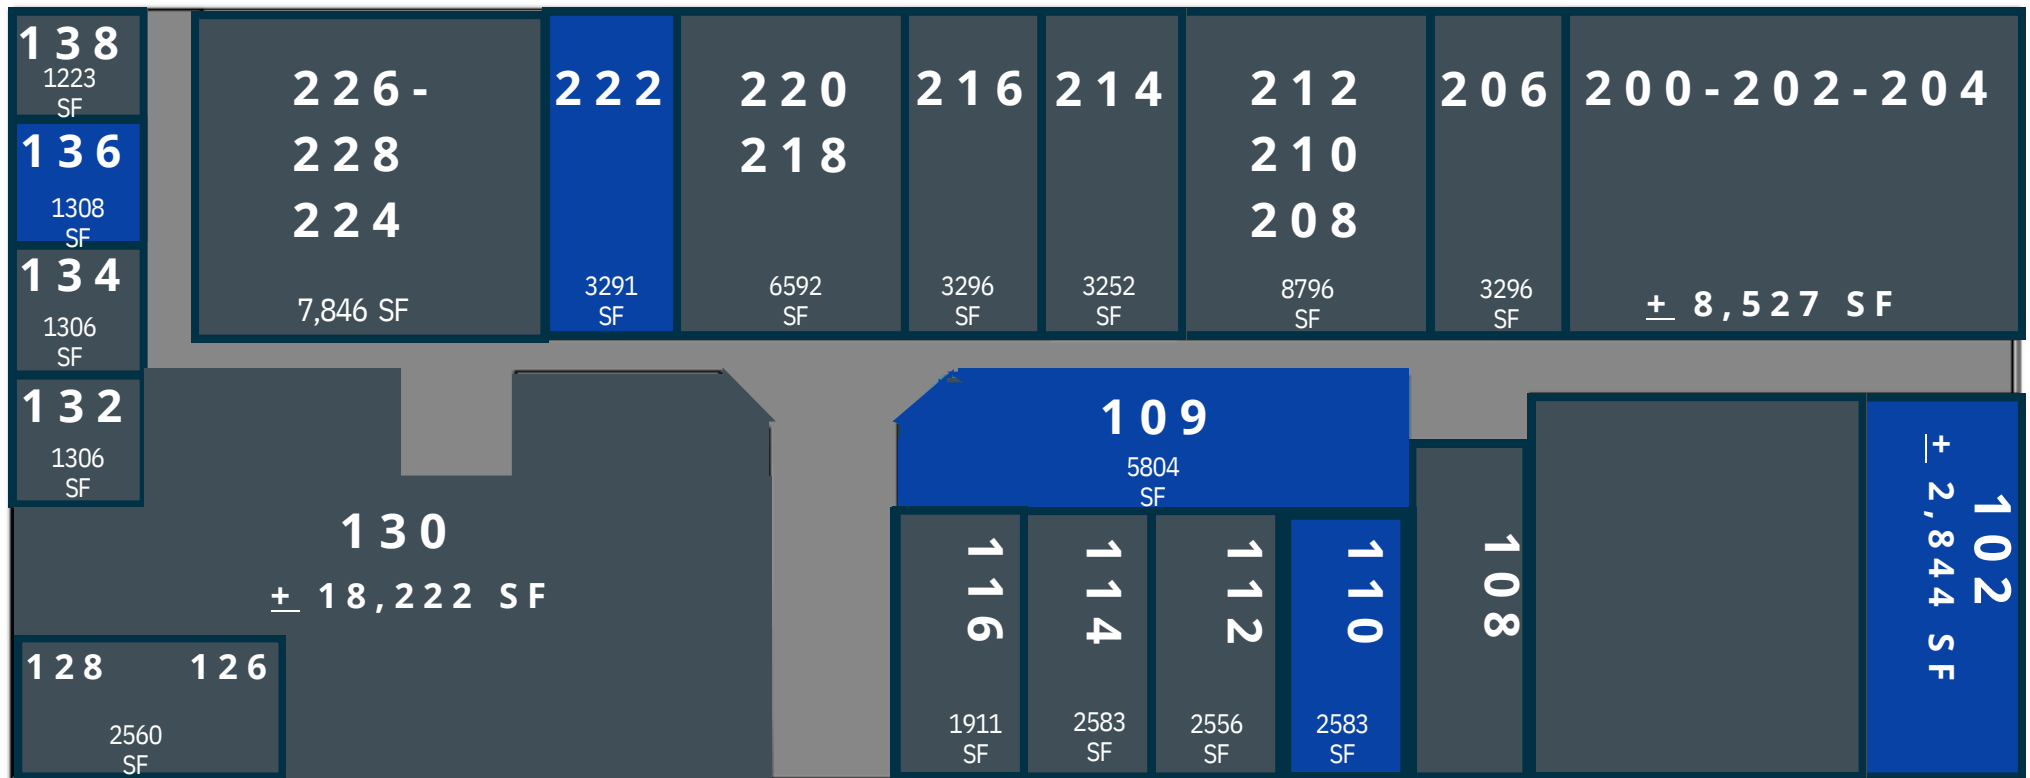 138
1223
SF
136
1308
SF
134
1306
SF
132
1306
SF
226-
228
224
7,846 SF
222
3291
SF
220
218
6592
SF
216
3296
SF
214
3252
SF
212
210
208
8796
SF
206
3296
SF
200-202-204
+ 8,527 SF
130
+ 18,222 SF
128 126
2560
SF
109
5804
SF
116
1911
SF
114
2583
SF
112
2556
SF
110
2583
SF
108
102
+ 2,844 SF